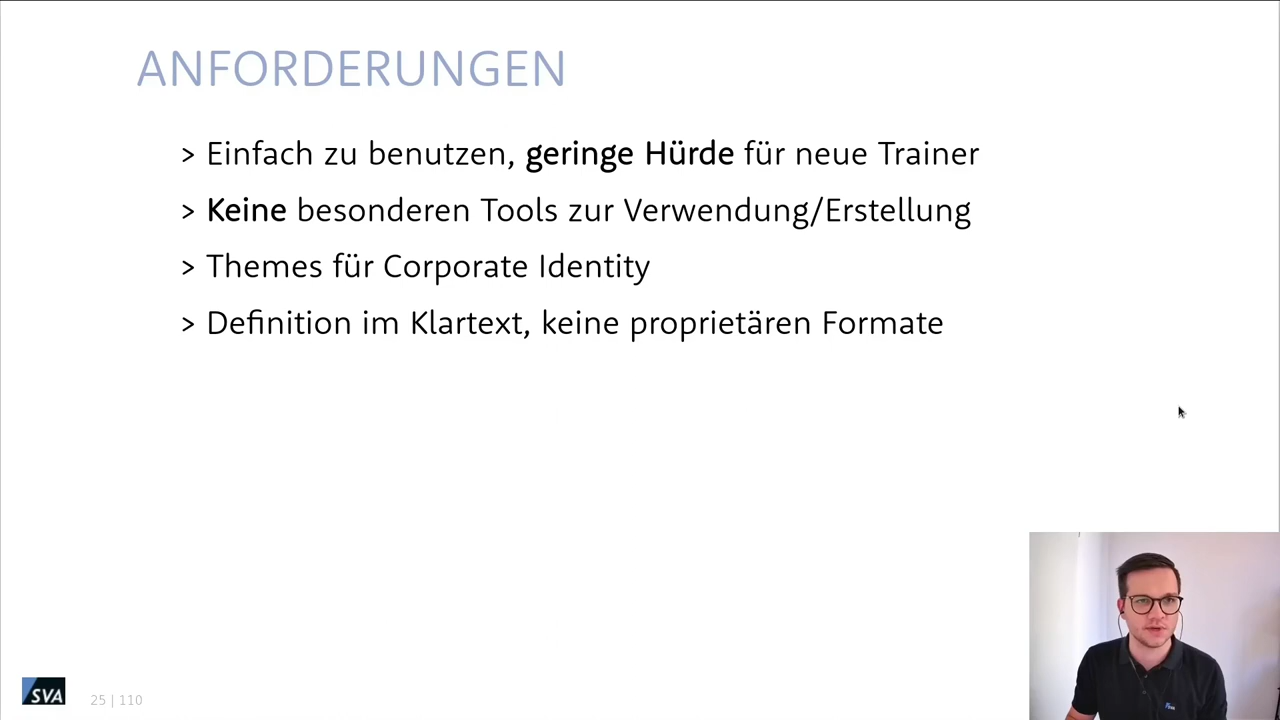 ANFORDERUNGEN
> Einfach zu benutzen, geringe Hürde für neue Trainer
> Keine besonderen Tools zur Verwendung/Erstellung
> Themes für Corporate Identity
> Definition im Klartext, keine proprietären Formate
SVA
25 | 110